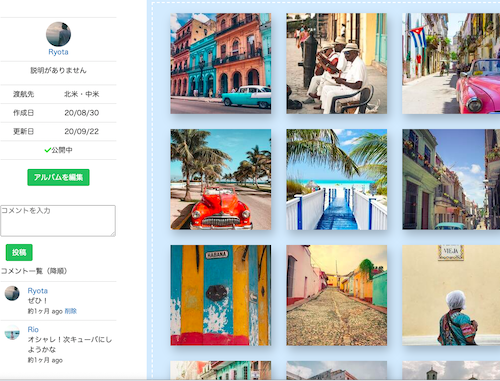 Ryota
説明がありません
渡航先 北米・中米
作成日 20/08/30
更新日 20/09/22
公開中
アルバムを編集
コメントを入力
投稿
コメント一覧（降順）
Ryota
ぜひ！
約1ヶ月 ago 削除
Rio
オシャレ！次キューバにし
ようかな
約1ヶ月 ago
HABANA
VIEJA